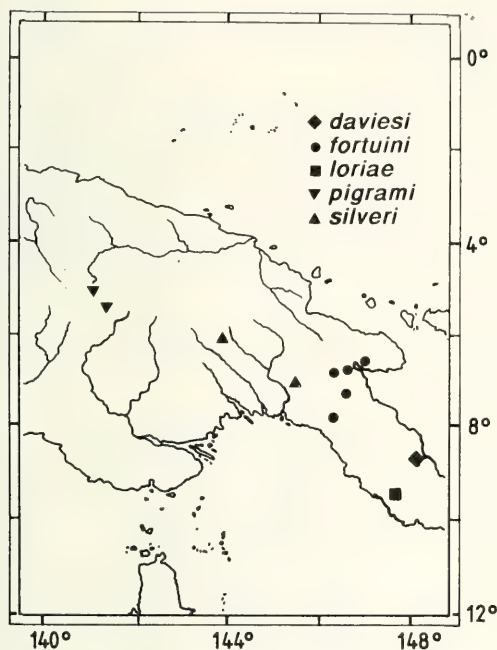 0°
◆ daviesi
● fortuini
■ loriae
▼ pigrami
▲ silveri
4°
8°
12°
140° 144° 148°